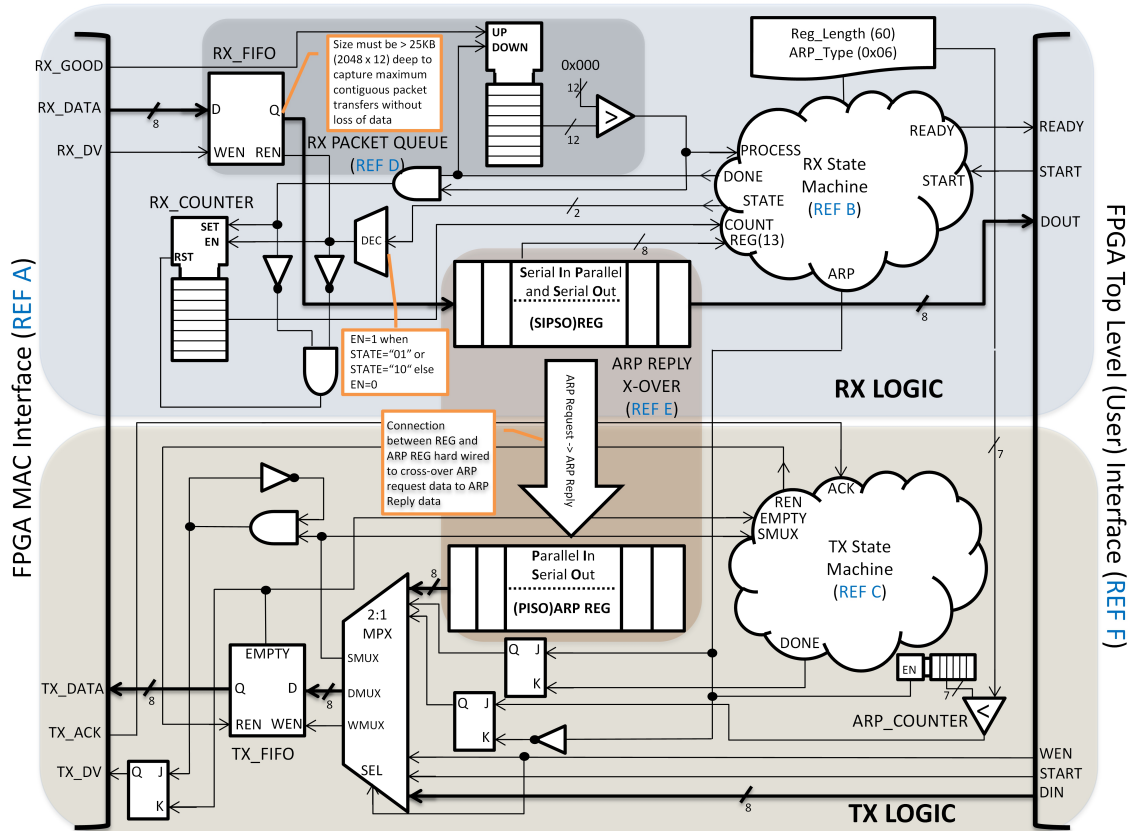 Reg_Length (60)
ARP_Type (0x06)
RX_FIFO
Size must be > 25KB
(2048 x 12) deep to
capture maximum
contiguous packet
transfers without
loss of data
UP
DOWN
0x000
12
12
>
RX_GOOD
RX_DATA
8
RX_DV
D
Q
WEN
REN
RX PACKET QUEUE
(REF D)
READY
PROCESS
DONE
STATE
COUNT
REG(13)
START
ARP
RX State
Machine
(REF B)
READY
START
DOUT
RX_COUNTER
SET
EN
RST
DEC
2
8
Serial In Parallel
and Serial Out
(SIPSO)REG
8
EN=1 when
STATE="01" or
STATE="10" else
EN=0
ARP REPLY
X-OVER
(REF E)
RX LOGIC
FPGA MAC Interface (REF A)
FPGA Top Level (User) Interface (REF F)
ARP Request -> ARP Reply
Connection
between REG and
ARP REG hard wired
to cross-over ARP
request data to ARP
Reply data
7
REN
ACK
EMPTY
SMUX
TX State
Machine
(REF C)
DONE
Parallel In
Serial Out
(PISO)ARP REG
8
2:1
MPX
SMUX
DMUX
WMUX
SEL
EMPTY
Q
D
REN
WEN
TX_FIFO
8
8
Q
J
K
Q
J
K
EN
7
<
ARP_COUNTER
TX_DATA
TX_ACK
TX_DV
Q
J
K
WEN
START
DIN
8
TX LOGIC